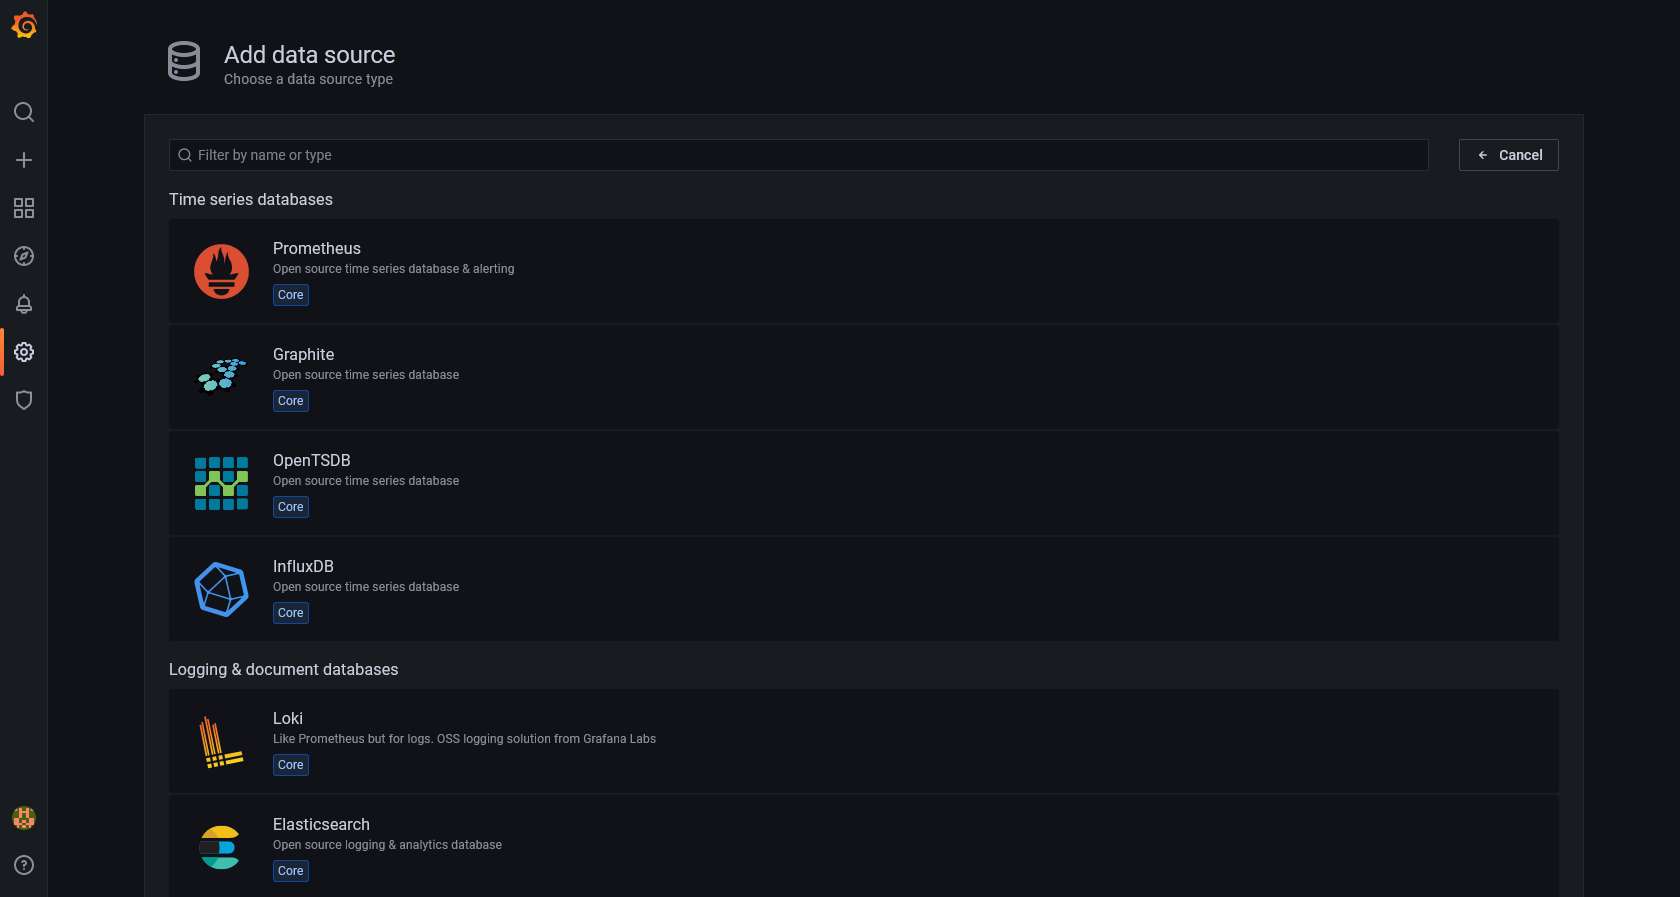 Add data source
Choose a data source type
Filter by name or type
Cancel
Time series databases
Prometheus
Open source time series database & alerting
Core
Graphite
Open source time series database
Core
OpenTSDB
Open source time series database
Core
InfluxDB
Open source time series database
Core
Logging & document databases
Loki
Like Prometheus but for logs. OSS logging solution from Grafana Labs
Core
Elasticsearch
Open source logging & analytics database
Core